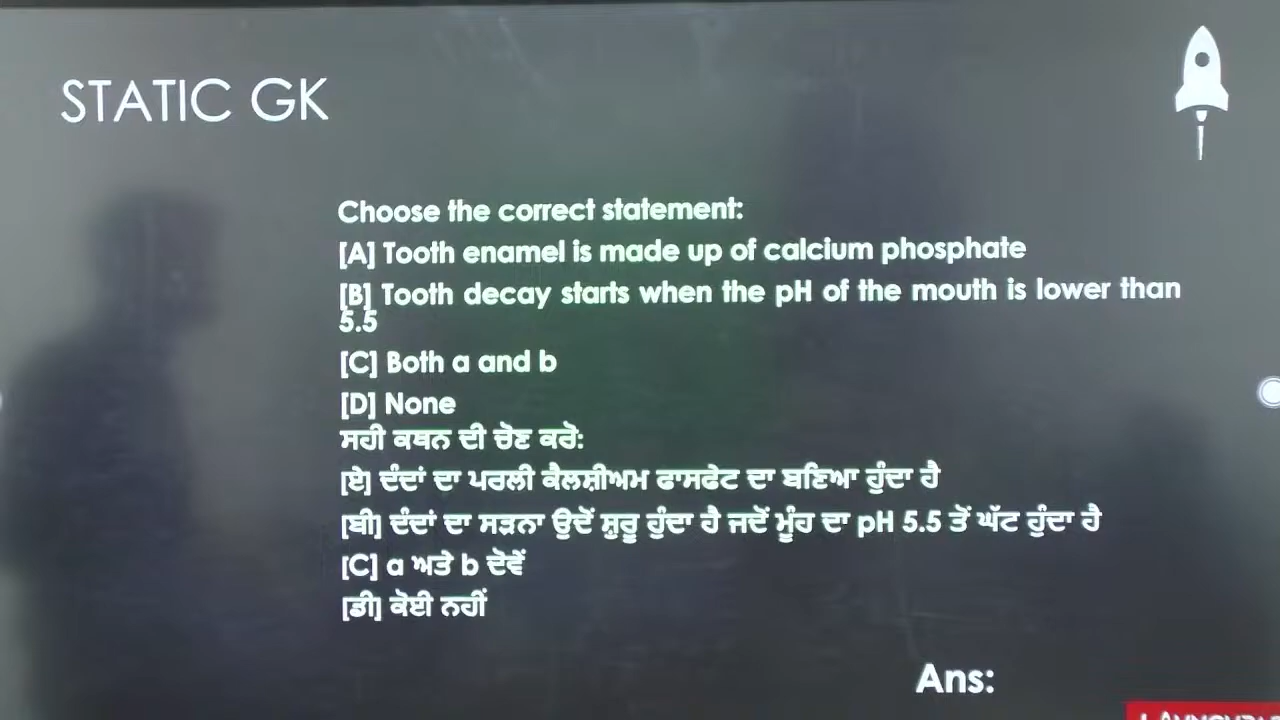 STATIC GK
Choose the correct statement:
[A] Tooth enamel is made up of calcium phosphate
[B] Tooth decay starts when the pH of the mouth is lower than
5.5
[C] Both a and b
[D] None
ਸਹੀ ਕਥਨ ਦੀ ਚੋਣ ਕਰੋ:
[ਏ] ਦੰਦਾਂ ਦਾ ਪਰਲੀ ਕੈਲਸ਼ੀਅਮ ਫਾਸਫੇਟ ਦਾ ਬਣਿਆ ਹੁੰਦਾ ਹੈ
[ਬੀ] ਦੰਦਾਂ ਦਾ ਸੜਨਾ ਉਦੋਂ ਸ਼ੁਰੂ ਹੁੰਦਾ ਹੈ ਜਦੋਂ ਮੂੰਹ ਦਾ pH 5.5 ਤੋਂ ਘੱਟ ਹੁੰਦਾ ਹੈ
[C] a ਅਤੇ b ਦੋਵੇਂ
[ਡੀ] ਕੋਈ ਨਹੀਂ
Ans: